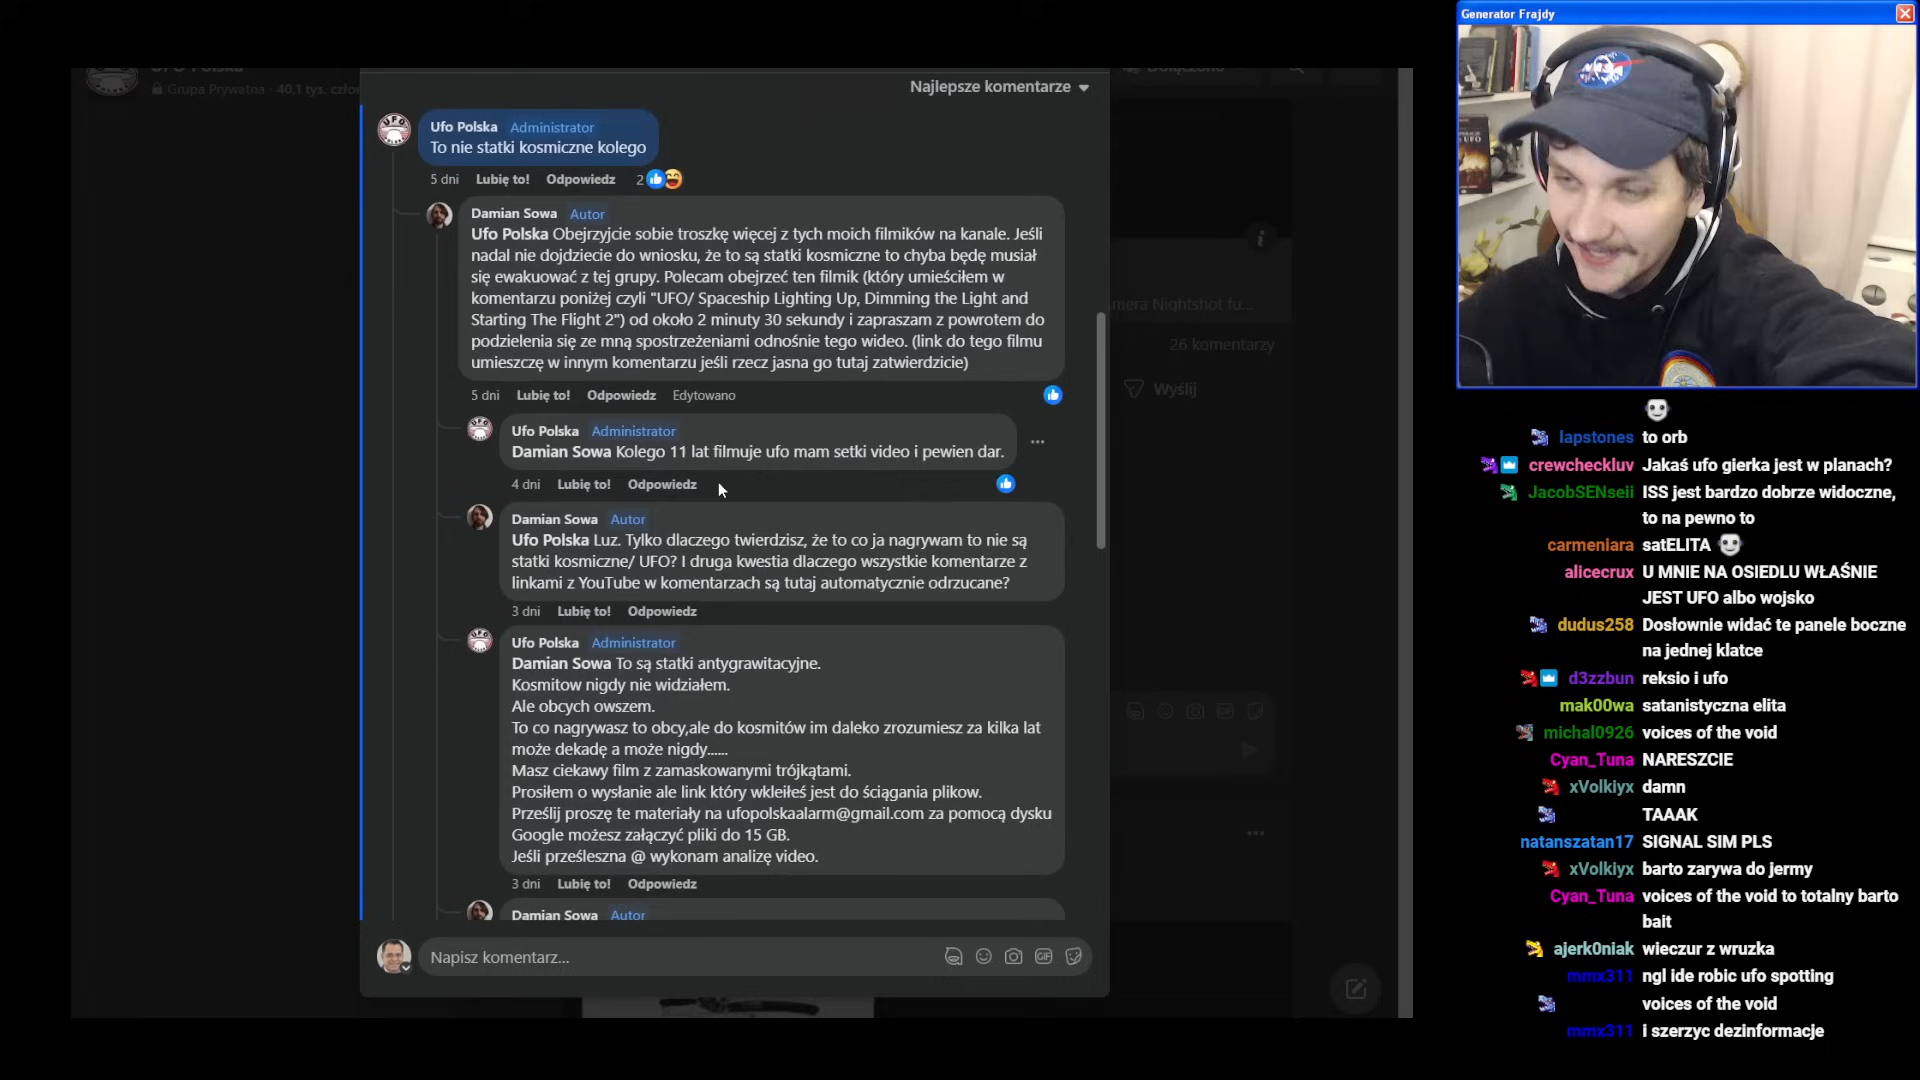 Ufo Polska
Grupa Prywatna · 40,1 tys. człon
Dołączono
Najlepsze komentarze
Ufo Polska Administrator
To nie statki kosmiczne kolego
5 dni Lubię to! Odpowiedz 2
Damian Sowa Autor
Ufo Polska Obejrzyjcie sobie troszkę więcej z tych moich filmików na kanale. Jeśli
nadal nie dojdziecie do wniosku, że to są statki kosmiczne to chyba będę musiał
się ewakuować z tej grupy. Polecam obejrzeć ten filmik (który umieściłem w
komentarzu poniżej czyli "UFO/ Spaceship Lighting Up, Dimming the Light and
Starting The Flight 2") od około 2 minuty 30 sekundy i zapraszam z powrotem do
podzielenia się ze mną spostrzeżeniami odnośnie tego wideo. (link do tego filmu
umieszczę w innym komentarzu jeśli rzecz jasna go tutaj zatwierdzicie)
5 dni Lubię to! Odpowiedz Edytowano
Ufo Polska Administrator
Damian Sowa Kolego 11 lat filmuje ufo mam setki video i pewien dar.
4 dni Lubię to! Odpowiedz
Damian Sowa Autor
Ufo Polska Luz. Tylko dlaczego twierdzisz, że to co ja nagrywam to nie są
statki kosmiczne/ UFO? I druga kwestia dlaczego wszystkie komentarze z
linkami z YouTube w komentarzach są tutaj automatycznie odrzucane?
3 dni Lubię to! Odpowiedz
Ufo Polska Administrator
Damian Sowa To są statki antygrawitacyjne.
Kosmitow nigdy nie widziałem.
Ale obcych owszem.
To co nagrywasz to obcy,ale do kosmitów im daleko zrozumiesz za kilka lat
może dekadę a może nigdy......
Masz ciekawy film z zamaskowanymi trójkątami.
Prosiłem o wysłanie ale link który wkleiłeś jest do ściągania plikow.
Prześlij proszę te materiały na ufopolskaalarm@gmail.com za pomocą dysku
Google możesz załączyć pliki do 15 GB.
Jeśli prześleszna @ wykonam analizę video.
3 dni Lubię to! Odpowiedz
Damian Sowa Autor
Napisz komentarz...
GIF
mera Nightshot fu...
26 komentarzy
Wyślij
Generator Frajdy
UFO
lapstones to orb
crewcheckluv Jakaś ufo gierka jest w planach?
JacobSENseii ISS jest bardzo dobrze widoczne,
to na pewno to
carmeniara satELITA
alicecrux U MNIE NA OSIEDLU WŁAŚNIE
JEST UFO albo wojsko
dudus258 Dosłownie widać te panele boczne
na jednej klatce
d3zzbun reksio i ufo
mak00wa satanistyczna elita
michal0926 voices of the void
Cyan_Tuna NARESZCIE
xVolkiyx damn
TAAAK
natanszatan17 SIGNAL SIM PLS
xVolkiyx barto zarywa do jermy
Cyan_Tuna voices of the void to totalny barto
bait
ajerk0niak wieczur z wruzka
mmx311 ngl ide robic ufo spotting
voices of the void
mmx311 i szerzyc dezinformacje